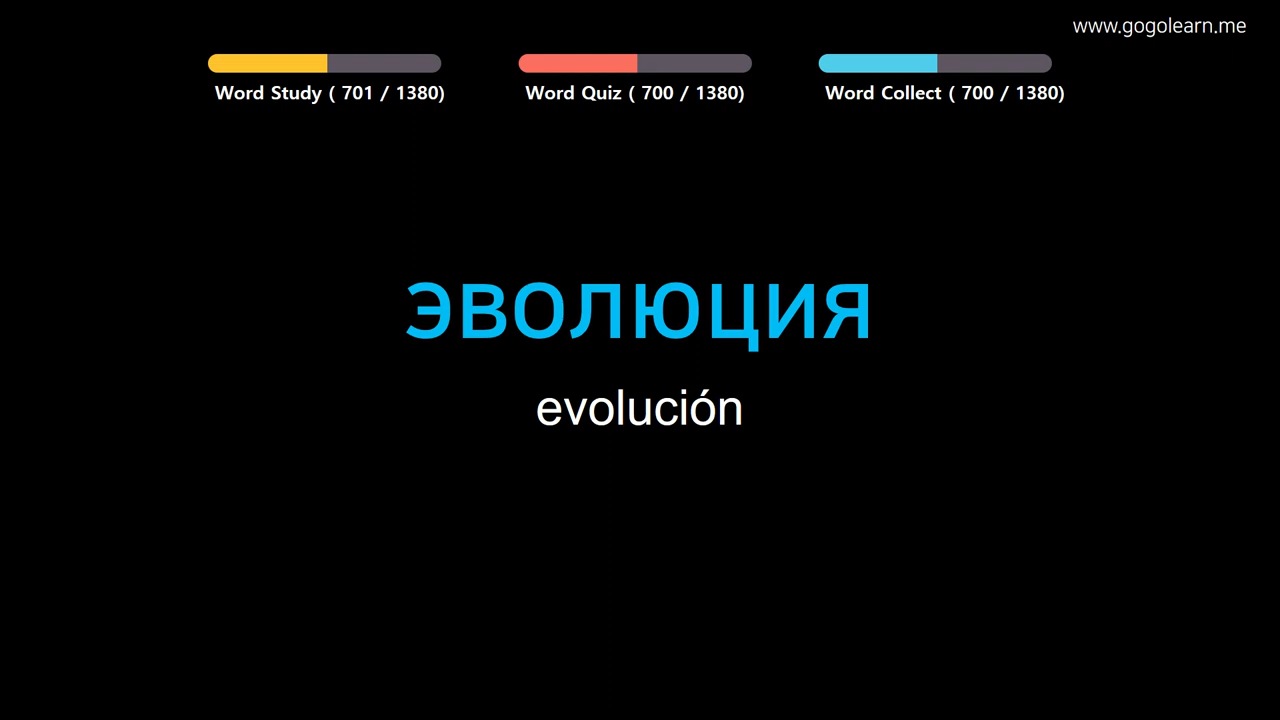 www.gogolearn.me
Word Study ( 701 / 1380)
Word Quiz ( 700 / 1380)
Word Collect ( 700 / 1380)
эволюция
evolución